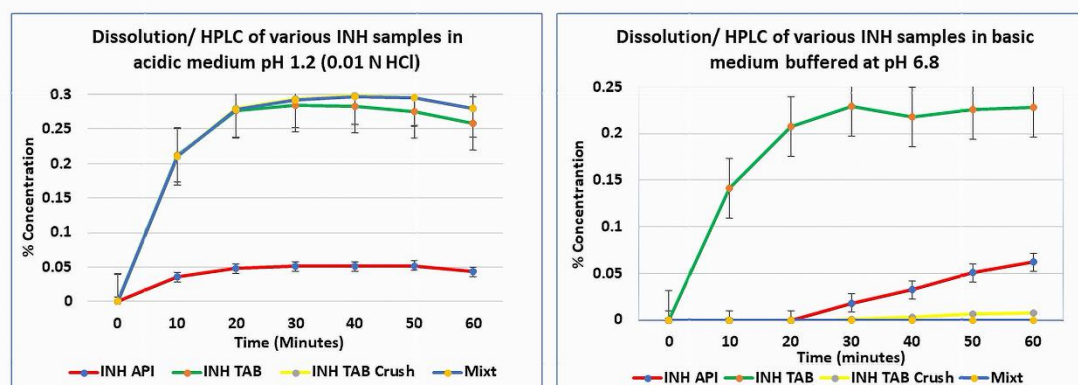 Dissolution/ HPLC of various INH samples in
acidic medium pH 1.2 (0.01 N HCl)
% Concentration
0.3
0.25
0.2
0.15
0.1
0.05
0
0 10 20 30 40 50 60
Time (Minutes)
INH API INH TAB INH TAB Crush Mixt
Dissolution/ HPLC of various INH samples in basic
medium buffered at pH 6.8
% Concentrantion
0.25
0.2
0.15
0.1
0.05
0
0 10 20 30 40 50 60
Time (minutes)
INH API INH TAB INH TAB Crush Mixt